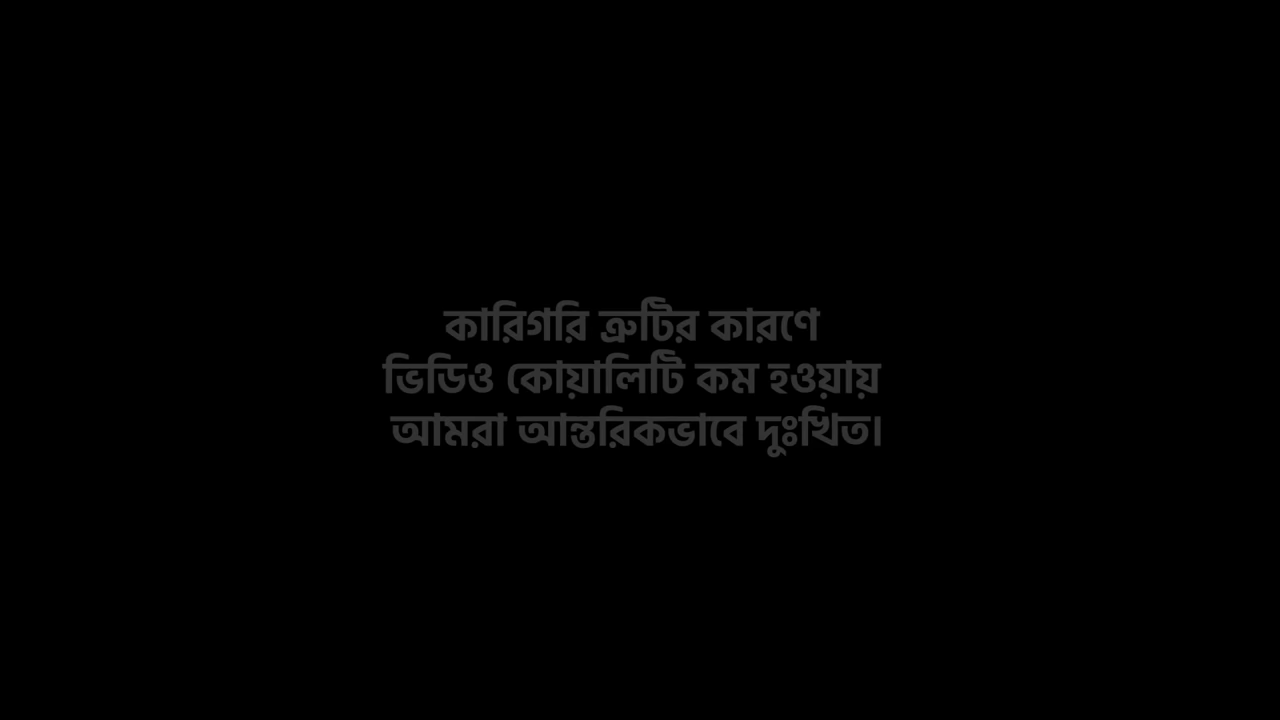 কারিগরি ত্রুটির কারণে
ভিডিও কোয়ালিটি কম হওয়ায়
আমরা আন্তরিকভাবে দুঃখিত।